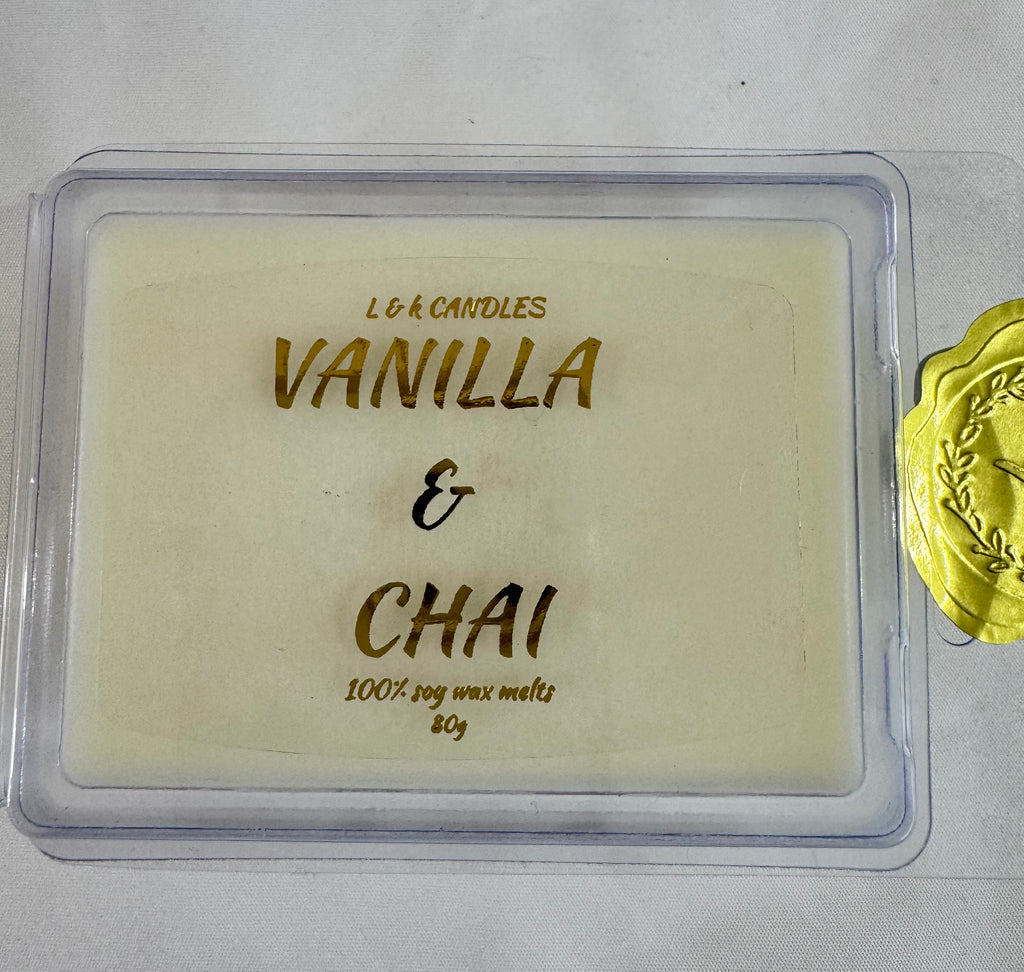 L & k CANDLES
VANILLA
&
CHAI
100% soy wax melts
80g